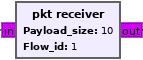 pkt receiver
in
Payload_size: 10
out
Flow_id: 1